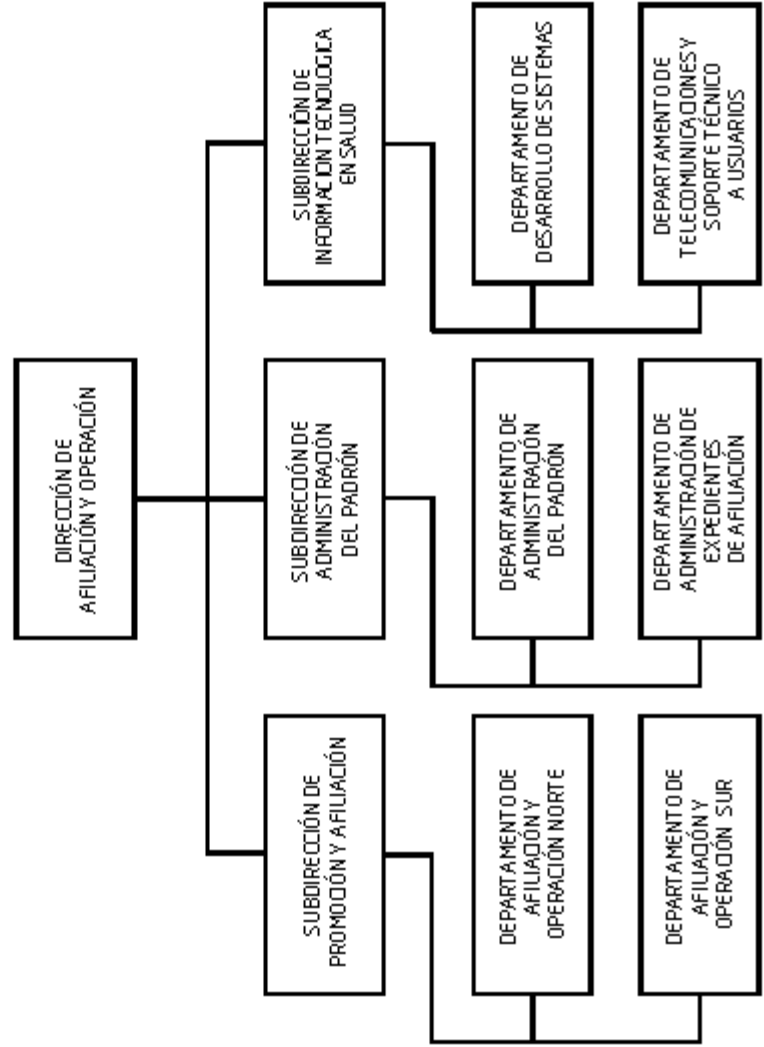 DIRECCIÓN DE
AFILIACIÓN Y OPERACIÓN
SUBDIRECCIÓN DE
PROMOCIÓN Y AFILIACIÓN
SUBDIRECCIÓN DE
ADMINISTRACIÓN
DEL PADRÓN
SUBDIRECCIÓN DE
INFORMACION TECNOLOGICA
EN SALUD
DEPARTAMENTO DE
AFILIACIÓN Y
OPERACIÓN NORTE
DEPARTAMENTO DE
ADMINISTRACIÓN
DEL PADRÓN
DEPARTAMENTO DE
DESARROLLO DE SISTEMAS
DEPARTAMENTO DE
AFILIACIÓN Y
OPERACIÓN SUR
DEPARTAMENTO DE
ADMINISTRACIÓN DE
EXPEDIENTES
DE AFILIACIÓN
DEPARTAMENTO DE
TELECOMUNICACIONES Y
SOPORTE TÉCNICO
A USUARIOS